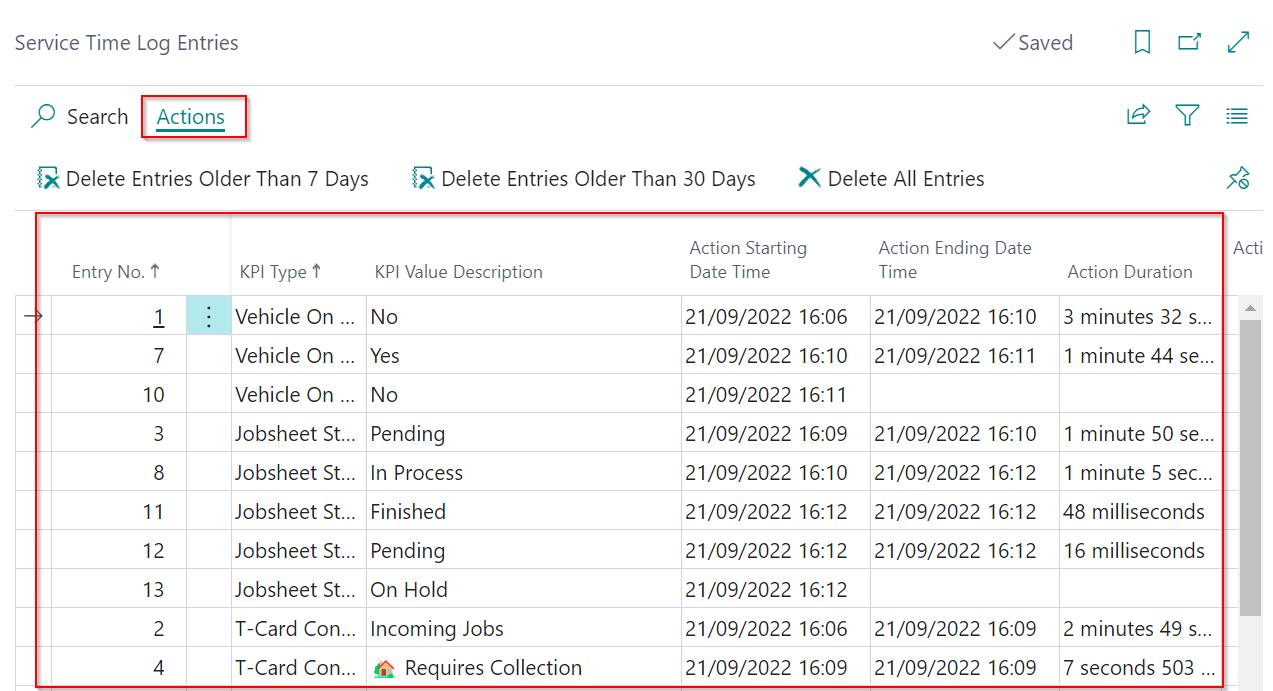 Service Time Log Entries
Saved
Search Actions
Delete Entries Older Than 7 Days Delete Entries Older Than 30 Days Delete All Entries
Entry No. ↑ KPI Type ↑ KPI Value Description Action Starting Date Time Action Ending Date Time Action Duration Acti
1 Vehicle On ... No 21/09/2022 16:06 21/09/2022 16:10 3 minutes 32 s...
7 Vehicle On ... Yes 21/09/2022 16:10 21/09/2022 16:11 1 minute 44 se...
10 Vehicle On ... No 21/09/2022 16:11
3 Jobsheet St... Pending 21/09/2022 16:09 21/09/2022 16:10 1 minute 50 se...
8 Jobsheet St... In Process 21/09/2022 16:10 21/09/2022 16:12 1 minute 5 sec...
11 Jobsheet St... Finished 21/09/2022 16:12 21/09/2022 16:12 48 milliseconds
12 Jobsheet St... Pending 21/09/2022 16:12 21/09/2022 16:12 16 milliseconds
13 Jobsheet St... On Hold 21/09/2022 16:12
2 T-Card Con... Incoming Jobs 21/09/2022 16:06 21/09/2022 16:09 2 minutes 49 s...
4 T-Card Con... Requires Collection 21/09/2022 16:09 21/09/2022 16:09 7 seconds 503 ...